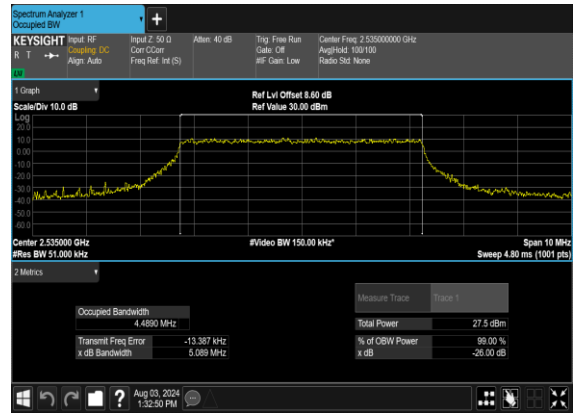 Spectrum Analyzer 1
Occupied BW
+
KEYSIGHT
R T
LW
Input: RF
Coupling: DC
Align: Auto
Input Z: 50 Ω
Corr CCorr
Freq Ref: Int (S)
Atten: 40 dB
Trig: Free Run
Gate: Off
#IF Gain: Low
Center Freq: 2.535000000 GHz
Avg|Hold: 100/100
Radio Std: None
1 Graph
Scale/Div 10.0 dB
Ref Lvl Offset 8.60 dB
Ref Value 30.00 dBm
Log
20.0
10.0
0.00
-10.0
-20.0
-30.0
-40.0
-50.0
-60.0
Center 2.535000 GHz
#Res BW 51.000 kHz
#Video BW 150.00 kHz*
Span 10 MHz
Sweep 4.80 ms (1001 pts)
2 Metrics
Measure Trace
Trace 1
Occupied Bandwidth
4.4890 MHz
Total Power
27.5 dBm
Transmit Freq Error
-13.387 kHz
% of OBW Power
99.00 %
x dB Bandwidth
5.089 MHz
x dB
-26.00 dB
?
Aug 03, 2024
1:32:50 PM